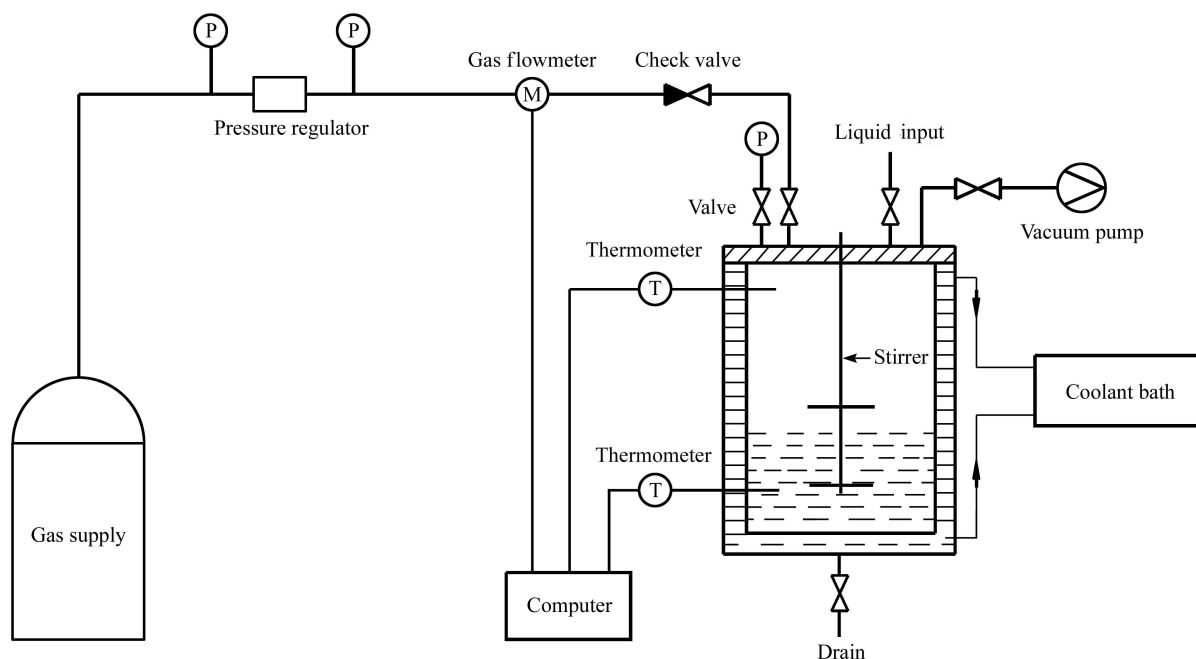 P
P
Gas flowmeter
Check valve
M
Pressure regulator
P
Liquid input
Valve
Vacuum pump
Thermometer
T
Stirrer
Coolant bath
Thermometer
T
Gas supply
Computer
Drain